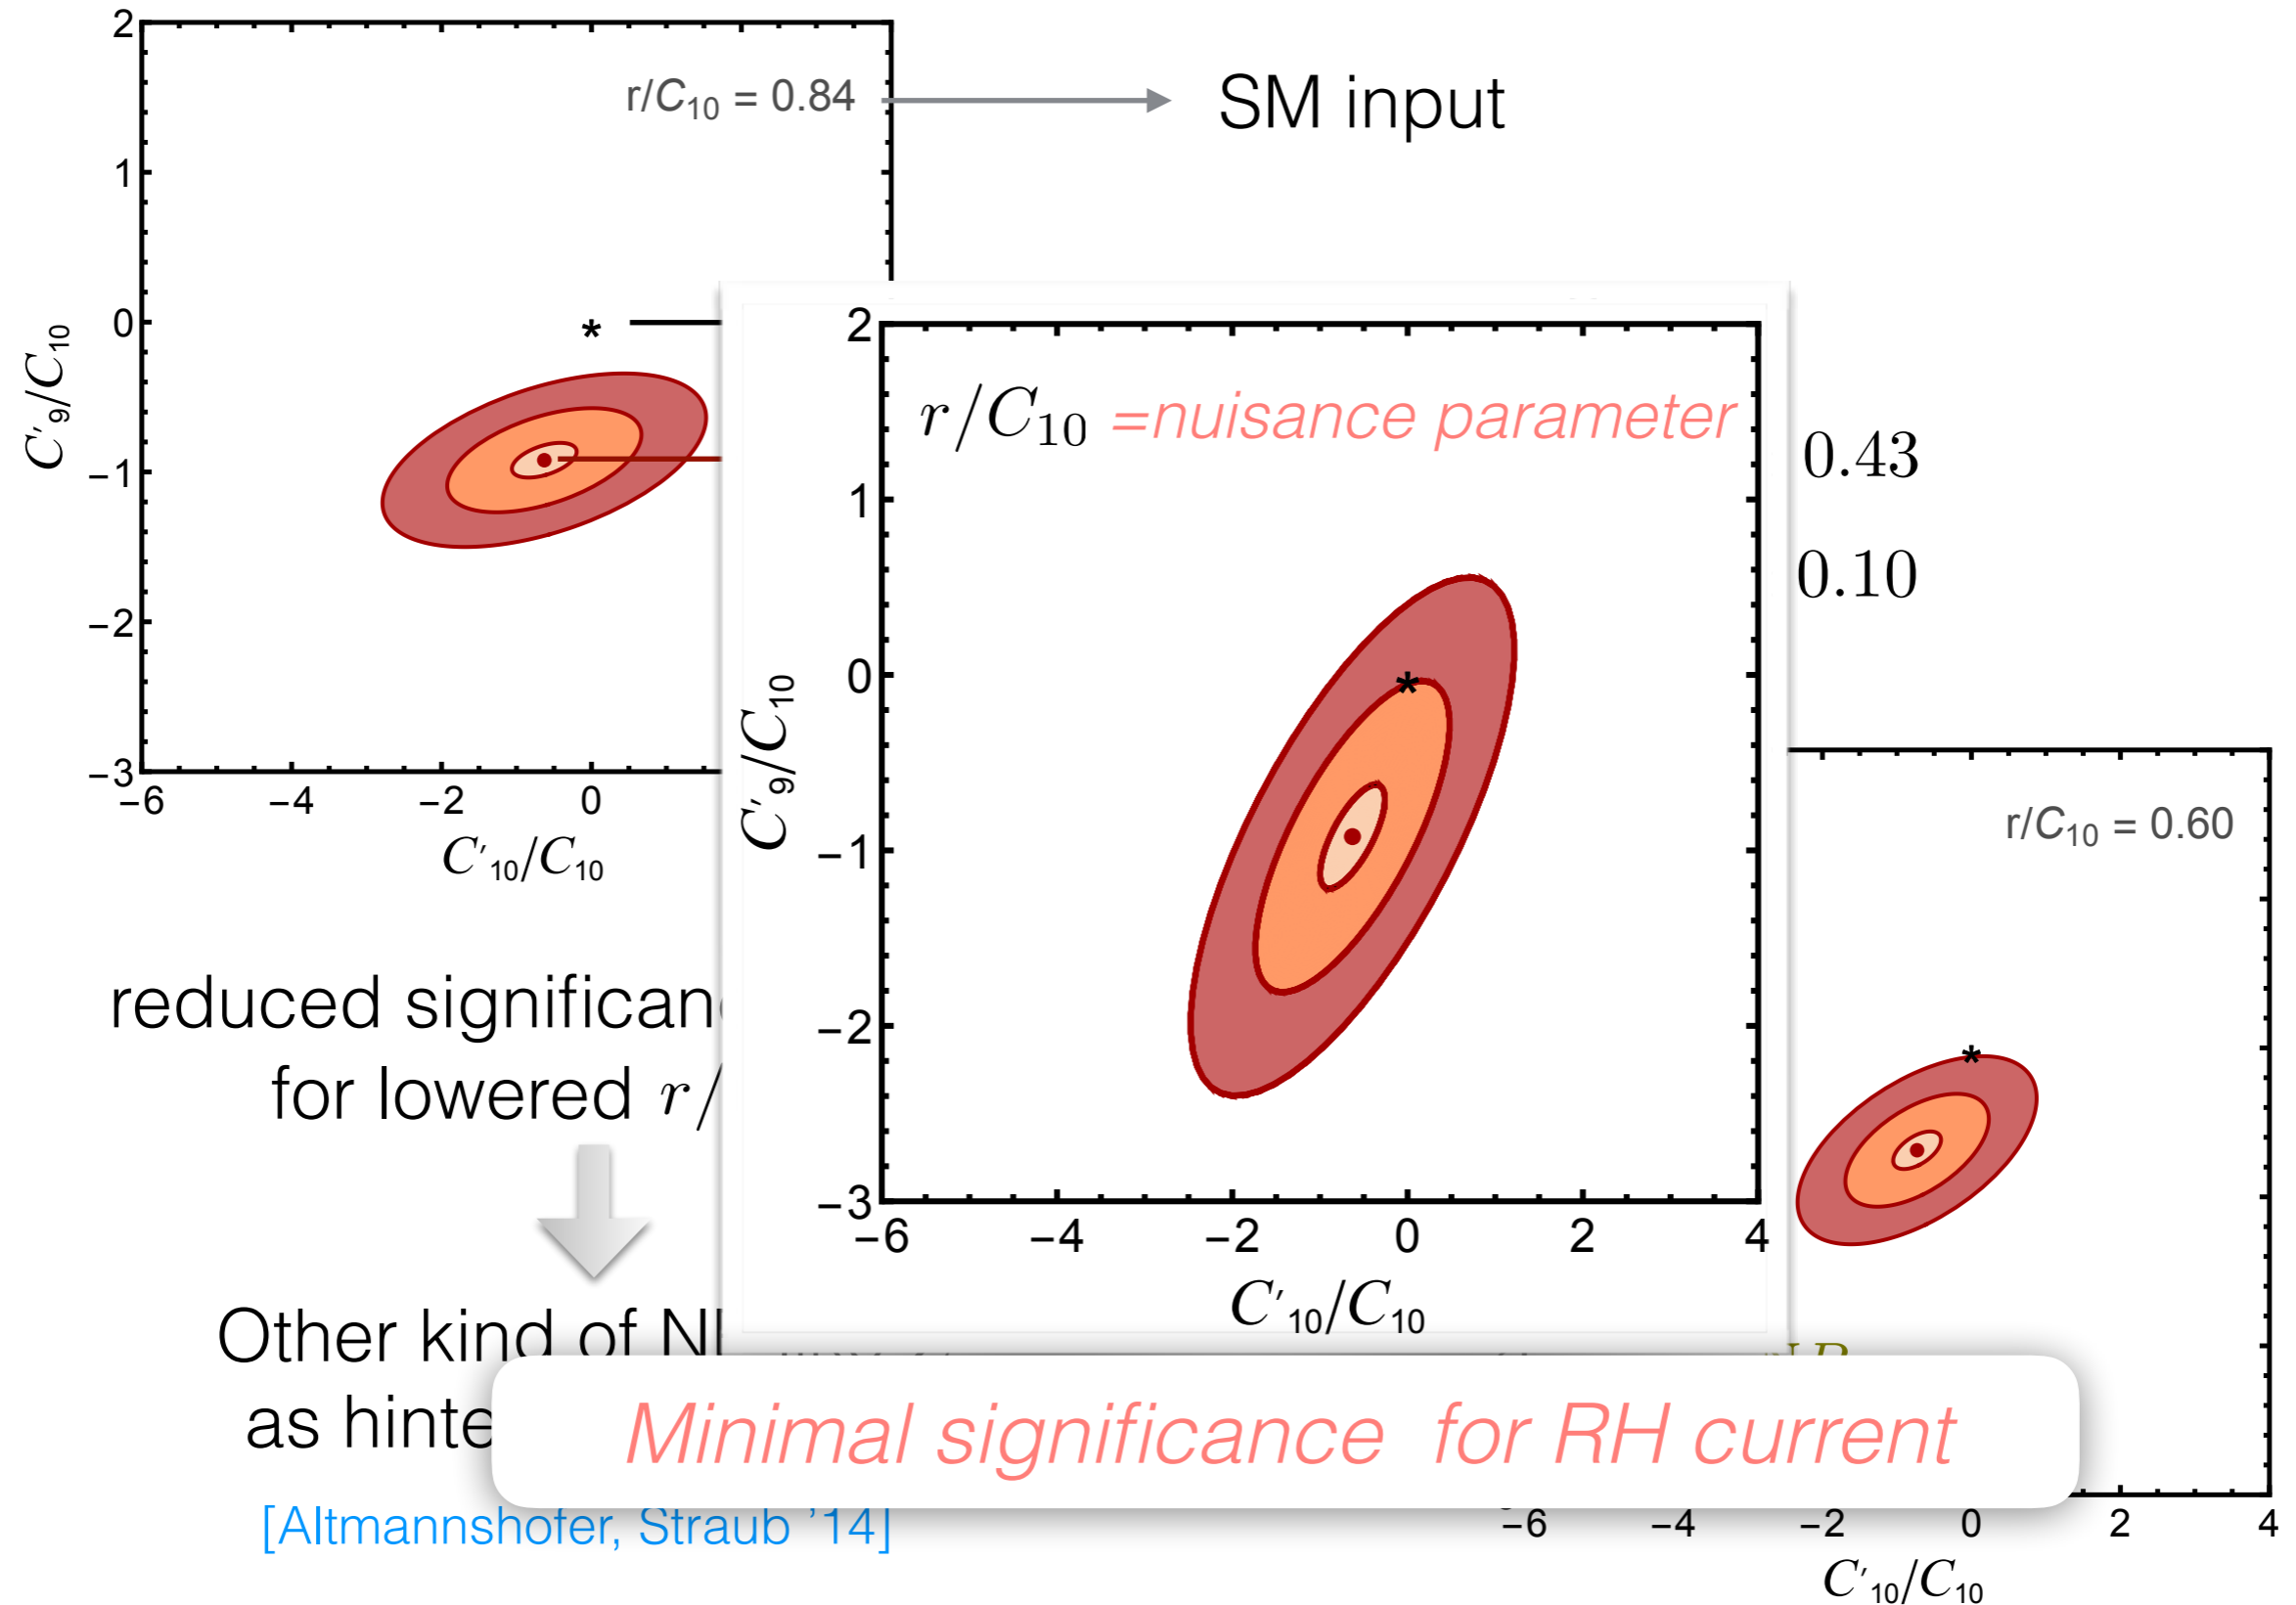 2
r/C10 = 0.84
SM input
1
0
*
−1
−2
−3
−6 −4 −2 0
C′9/C10
C′10/C10
2
r/C10 =nuisance parameter
1
0
*
−1
−2
−3
−6 −4 −2 0 2 4
C′9/C10
C′10/C10
0.43
0.10
r/C10 = 0.60
*
reduced
for lowered r/
Other kind of
as
Minimal significance for RH current
[Altmannshofer, Straub ’14]
−6 −4 −2 0 2 4
C′10/C10